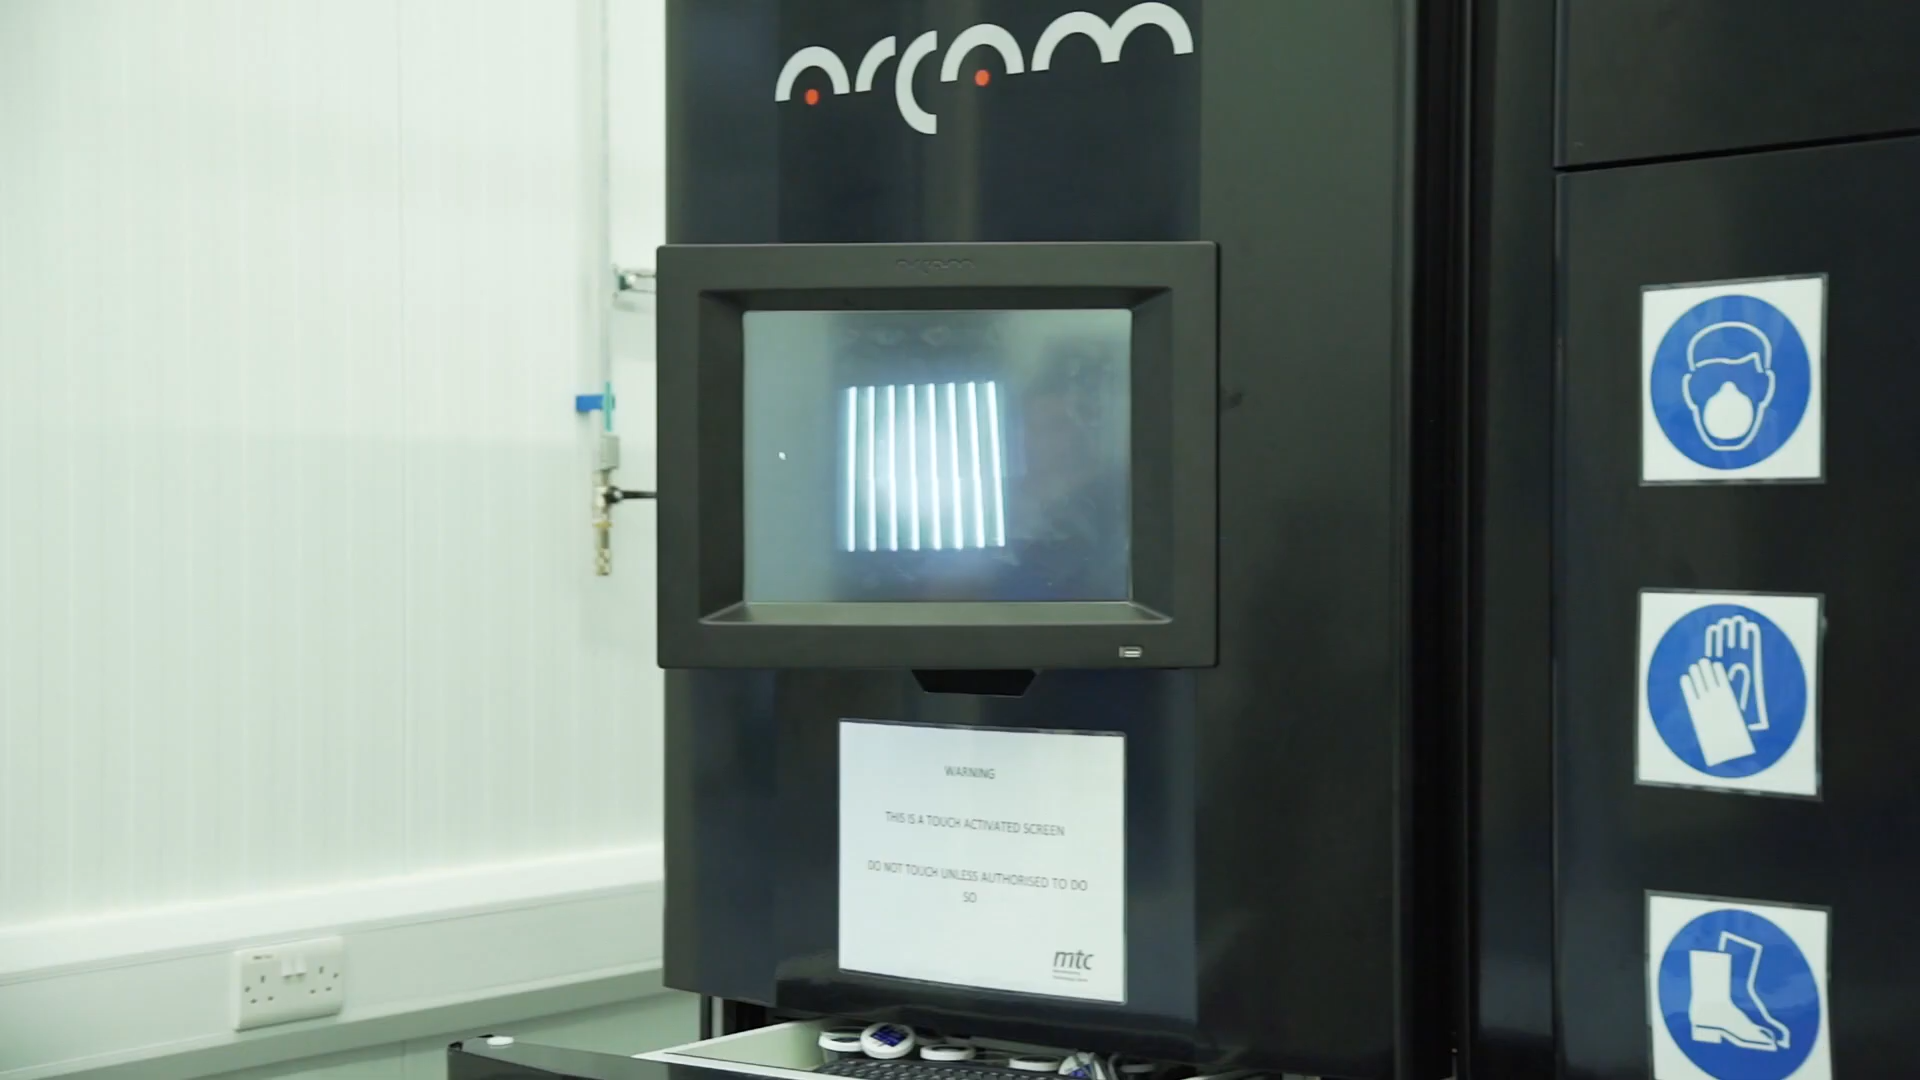 arcam
WARNING
THIS IS A TOUCH ACTIVATED SCREEN
DO NOT TOUCH UNLESS AUTHORISED TO DO
SO
mtc